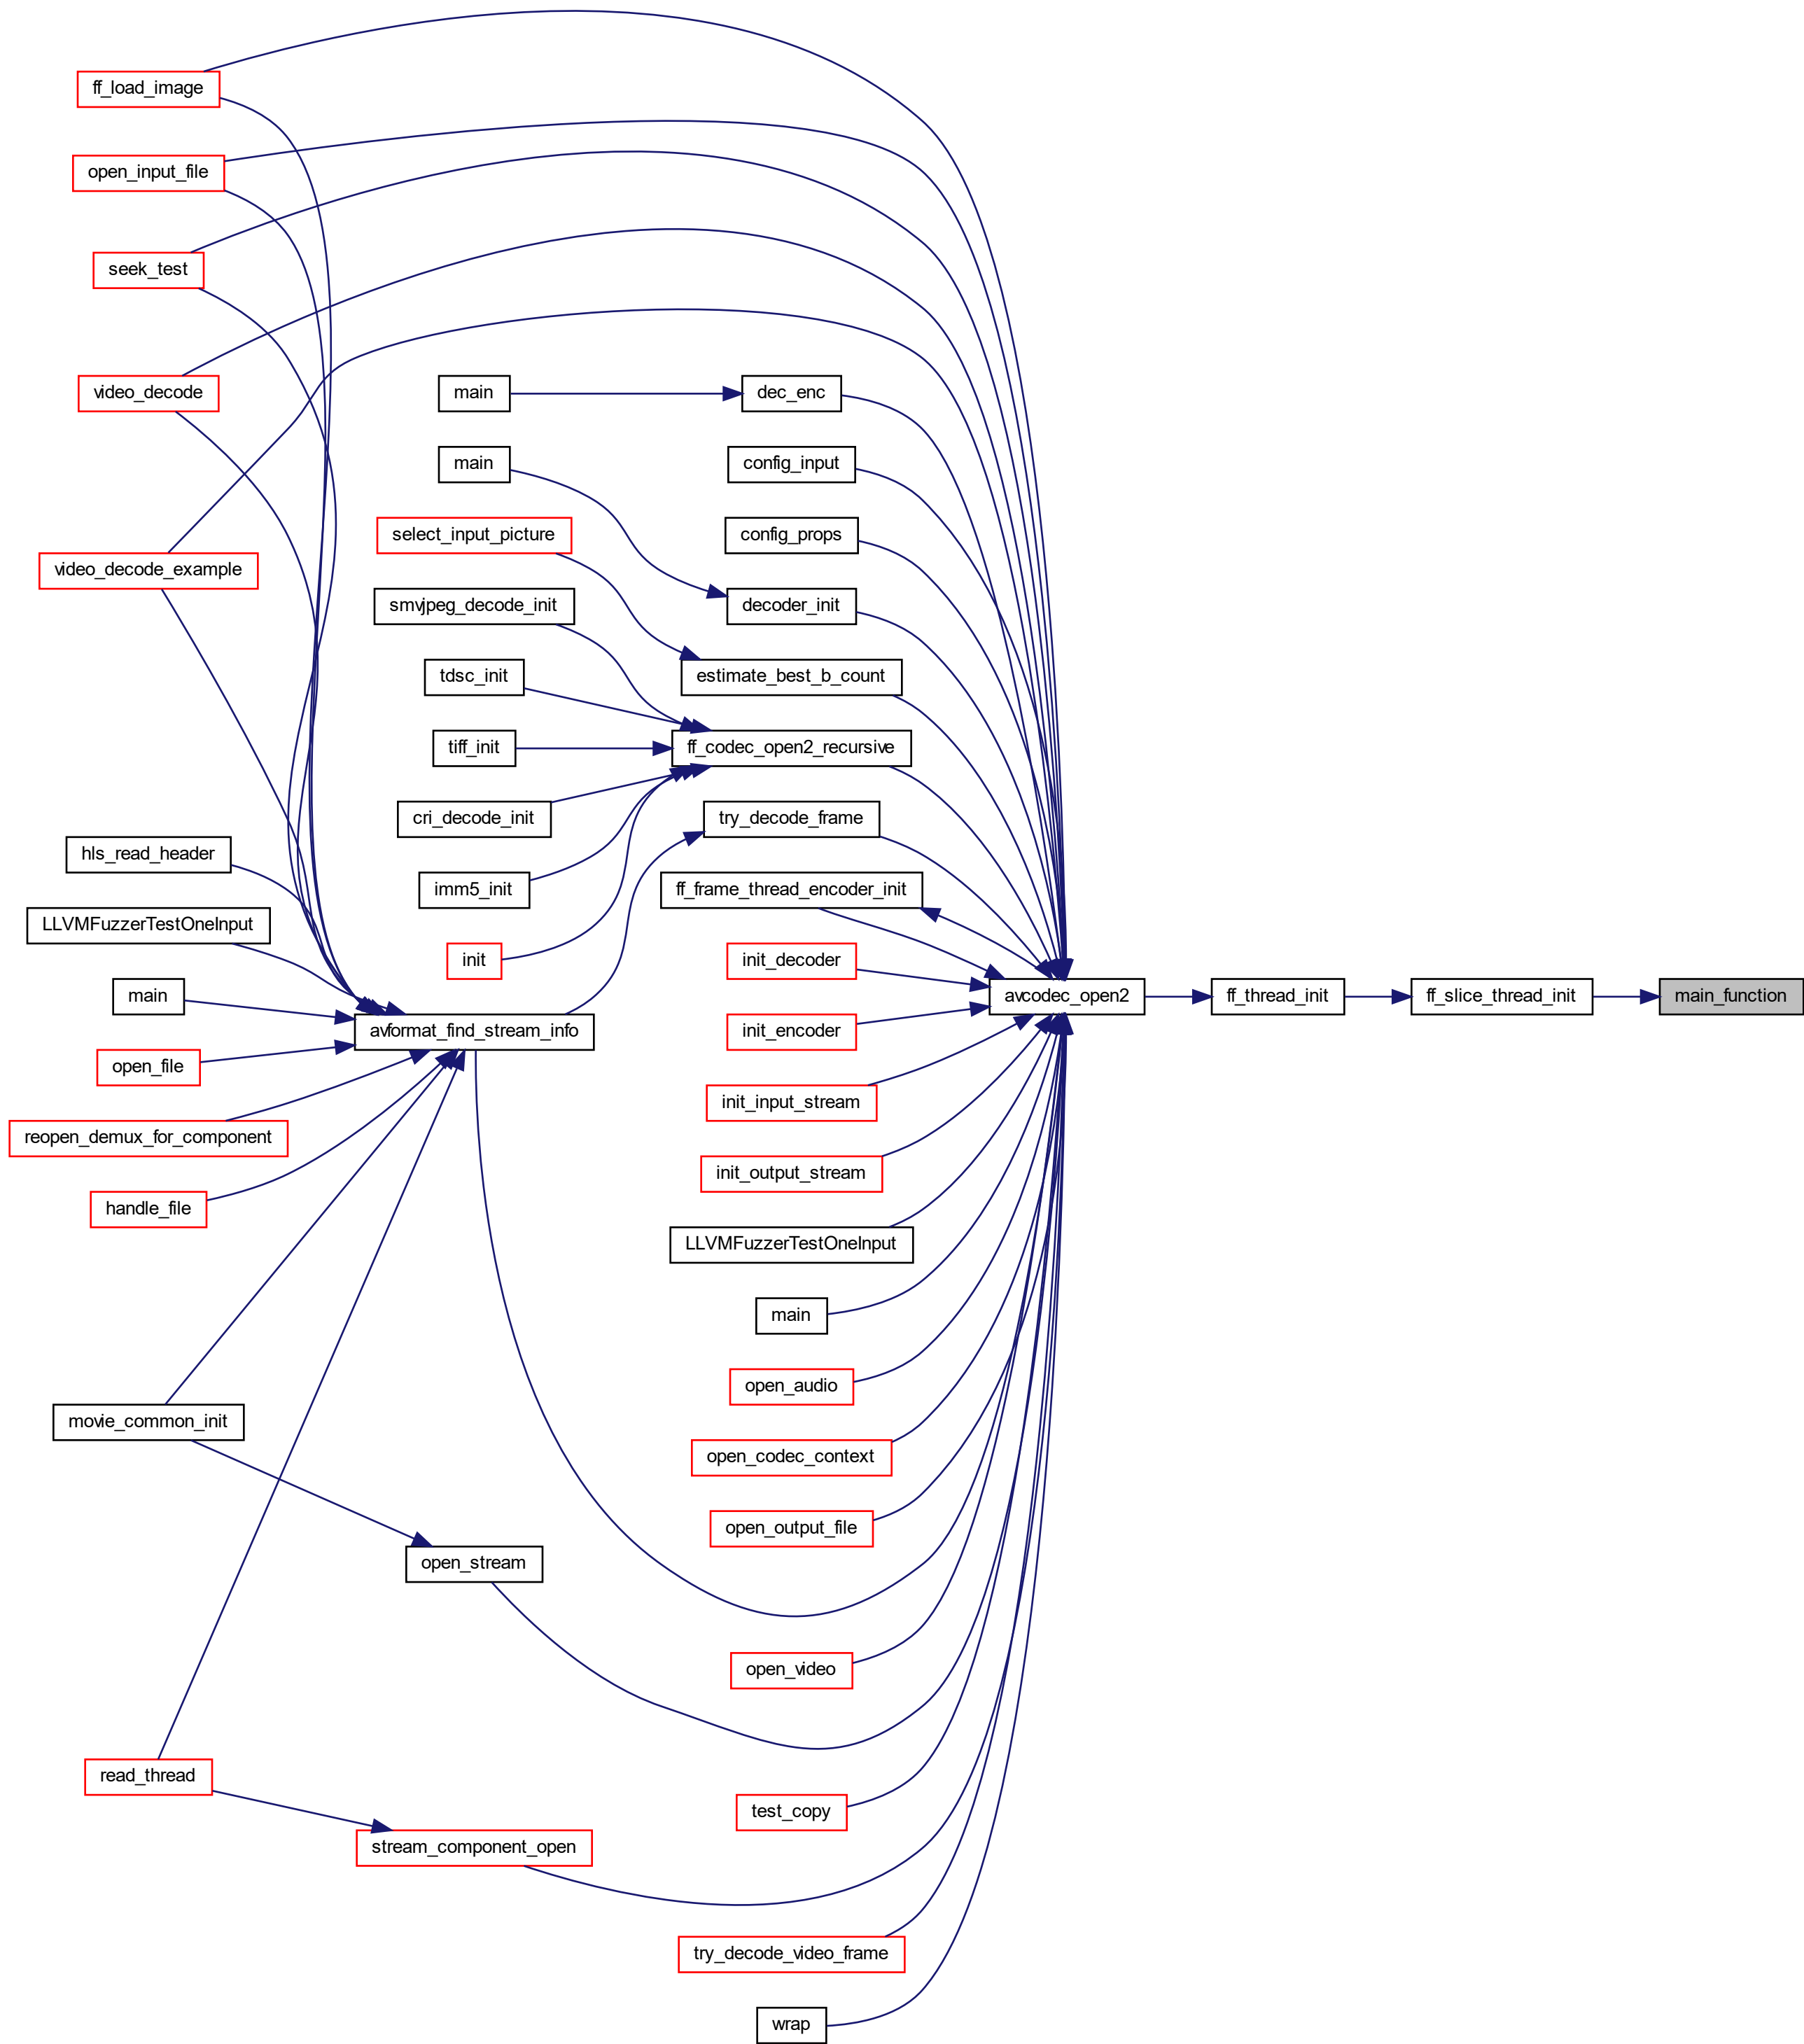 ff_load_image
open_input_file
seek_test
video_decode
dec_enc
main
config_input
main
config_props
select_input_picture
video_decode_example
decoder_init
smvjpeg_decode_init
estimate_best_b_count
tdsc_init
ff_codec_open2_recursive
tiff_init
try_decode_frame
cri_decode_init
hls_read_header
imm5_init
ff_frame_thread_encoder_init
LLVMFuzzerTestOneInput
init
init_decoder
main
avcodec_open2
ff_thread_init
ff_slice_thread_init
main_function
avformat_find_stream_info
init_encoder
open_file
init_input_stream
reopen_demux_for_component
init_output_stream
handle_file
LLVMFuzzerTestOneInput
main
open_audio
movie_common_init
open_codec_context
open_output_file
open_stream
open_video
read_thread
test_copy
stream_component_open
try_decode_video_frame
wrap